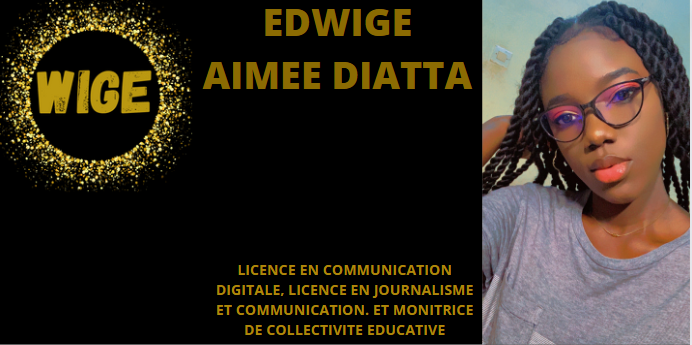 WIGE
EDWIGE
AIMEE DIATTA
LICENCE EN COMMUNICATION
DIGITALE, LICENCE EN JOURNALISME
ET COMMUNICATION. ET MONITRICE
DE COLLECTIVITE EDUCATIVE